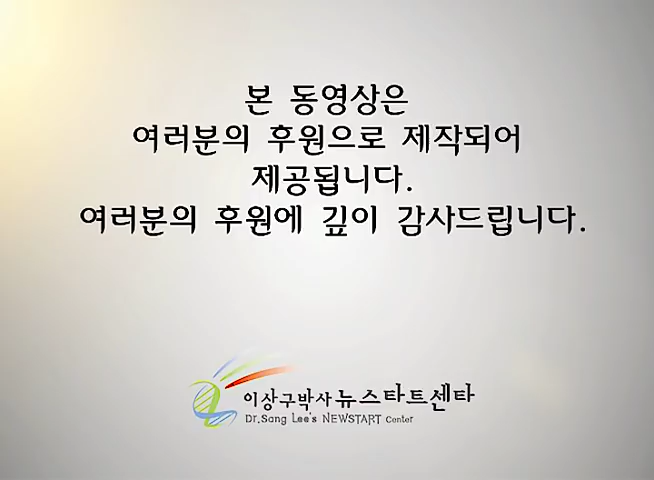 본 동영상은
여러분의 후원으로 제작되어
제공됩니다.
여러분의 후원에 깊이 감사드립니다.
이상구박사 뉴스타트센타
Dr.Sang Lee's NEWSTART Center